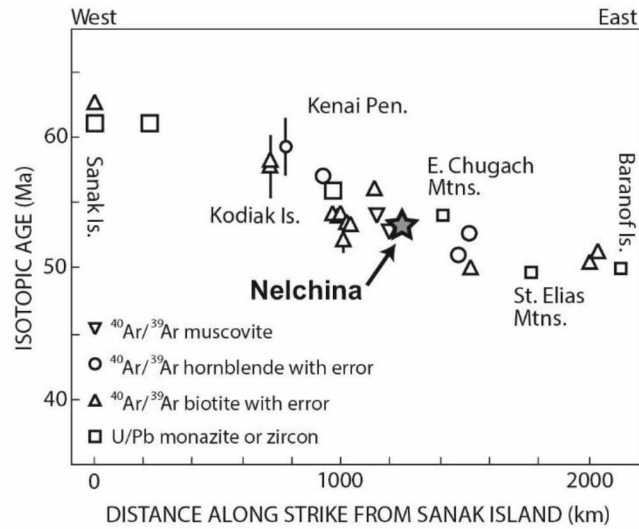 West East
ISOTOPIC AGE (Ma)
60
50
40
Sanak Is.
Kodiak Is.
Kenai Pen.
E. Chugach
Mtns.
Baranof Is.
Nelchina
St. Elias
Mtns.
⁴⁰Ar/³⁹Ar muscovite
⁴⁰Ar/³⁹Ar hornblende with error
⁴⁰Ar/³⁹Ar biotite with error
U/Pb monazite or zircon
0 1000 2000
DISTANCE ALONG STRIKE FROM SANAK ISLAND (km)